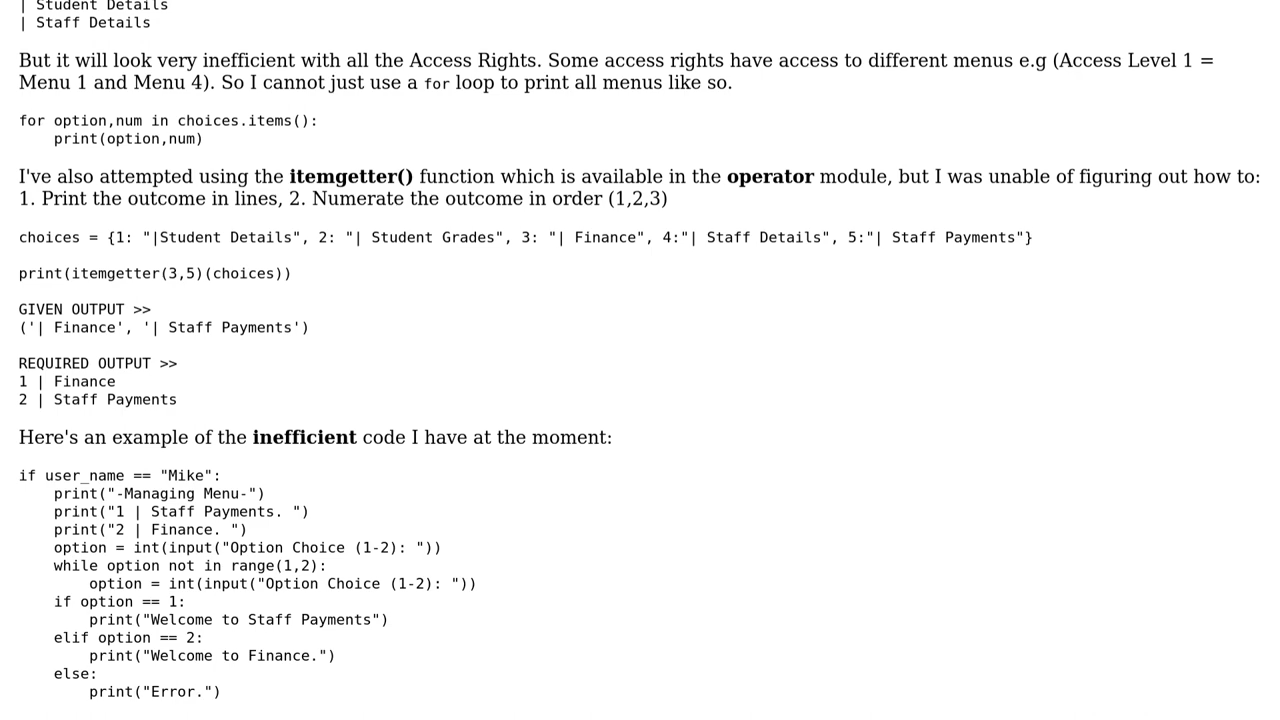 | Student Details
| Staff Details
But it will look very inefficient with all the Access Rights. Some access rights have access to different menus e.g (Access Level 1 =
Menu 1 and Menu 4). So I cannot just use a for loop to print all menus like so.
for option,num in choices.items():
    print(option,num)
I've also attempted using the itemgetter() function which is available in the operator module, but I was unable of figuring out how to:
1. Print the outcome in lines, 2. Numerate the outcome in order (1,2,3)
choices = {1: "|Student Details", 2: "| Student Grades", 3: "| Finance", 4:"| Staff Details", 5:"| Staff Payments"}
print(itemgetter(3,5)(choices))
GIVEN OUTPUT >>
('| Finance', '| Staff Payments')
REQUIRED OUTPUT >>
1 | Finance
2 | Staff Payments
Here's an example of the inefficient code I have at the moment:
if user_name == "Mike":
    print("-Managing Menu-")
    print("1 | Staff Payments. ")
    print("2 | Finance. ")
    option = int(input("Option Choice (1-2): "))
    while option not in range(1,2):
        option = int(input("Option Choice (1-2): "))
    if option == 1:
        print("Welcome to Staff Payments")
    elif option == 2:
        print("Welcome to Finance.")
    else:
        print("Error.")